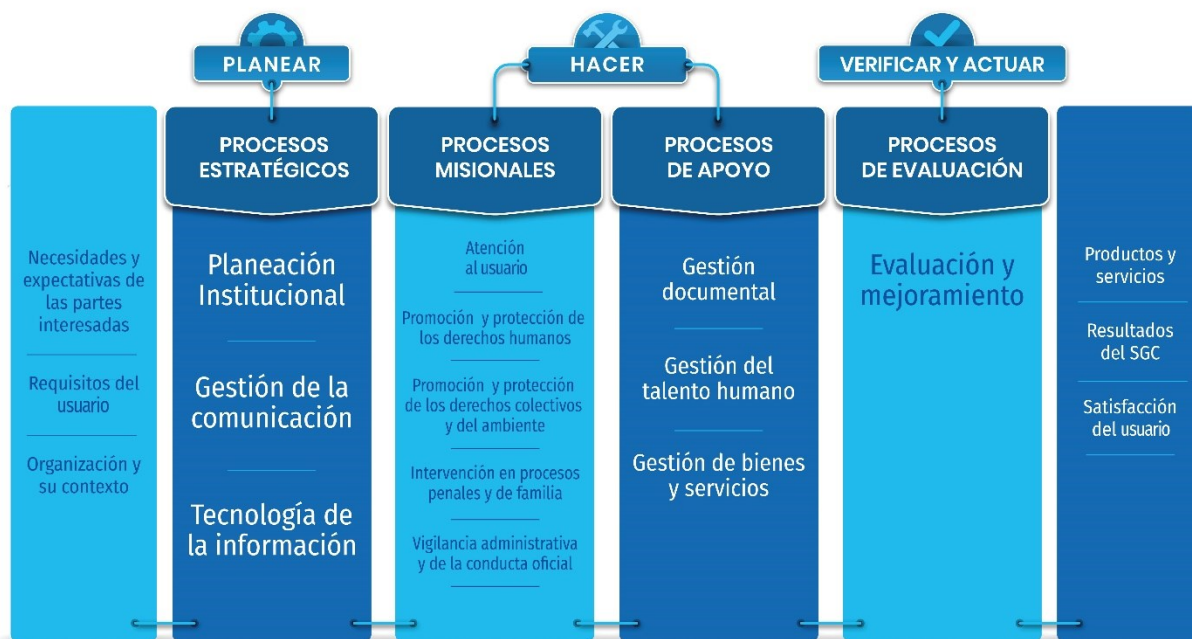 PLANEAR
HACER
VERIFICAR Y ACTUAR
Necesidades y
expectativas de
las partes
interesadas
Requisitos del
usuario
Organización y
su contexto
PROCESOS
ESTRATÉGICOS
Planeación
Institucional
Gestión de la
comunicación
Tecnología de
la información
PROCESOS
MISIONALES
Atención
al usuario
Promoción y protección de
los derechos humanos
Promoción y protección
de los derechos colectivos
y del ambiente
Intervención en procesos
penales y de familia
Vigilancia administrativa
y de la conducta oficial
PROCESOS
DE APOYO
Gestión
documental
Gestión del
talento humano
Gestión de bienes
y servicios
PROCESOS
DE EVALUACIÓN
Evaluación y
mejoramiento
Productos y
servicios
Resultados
del SGC
Satisfacción
del usuario